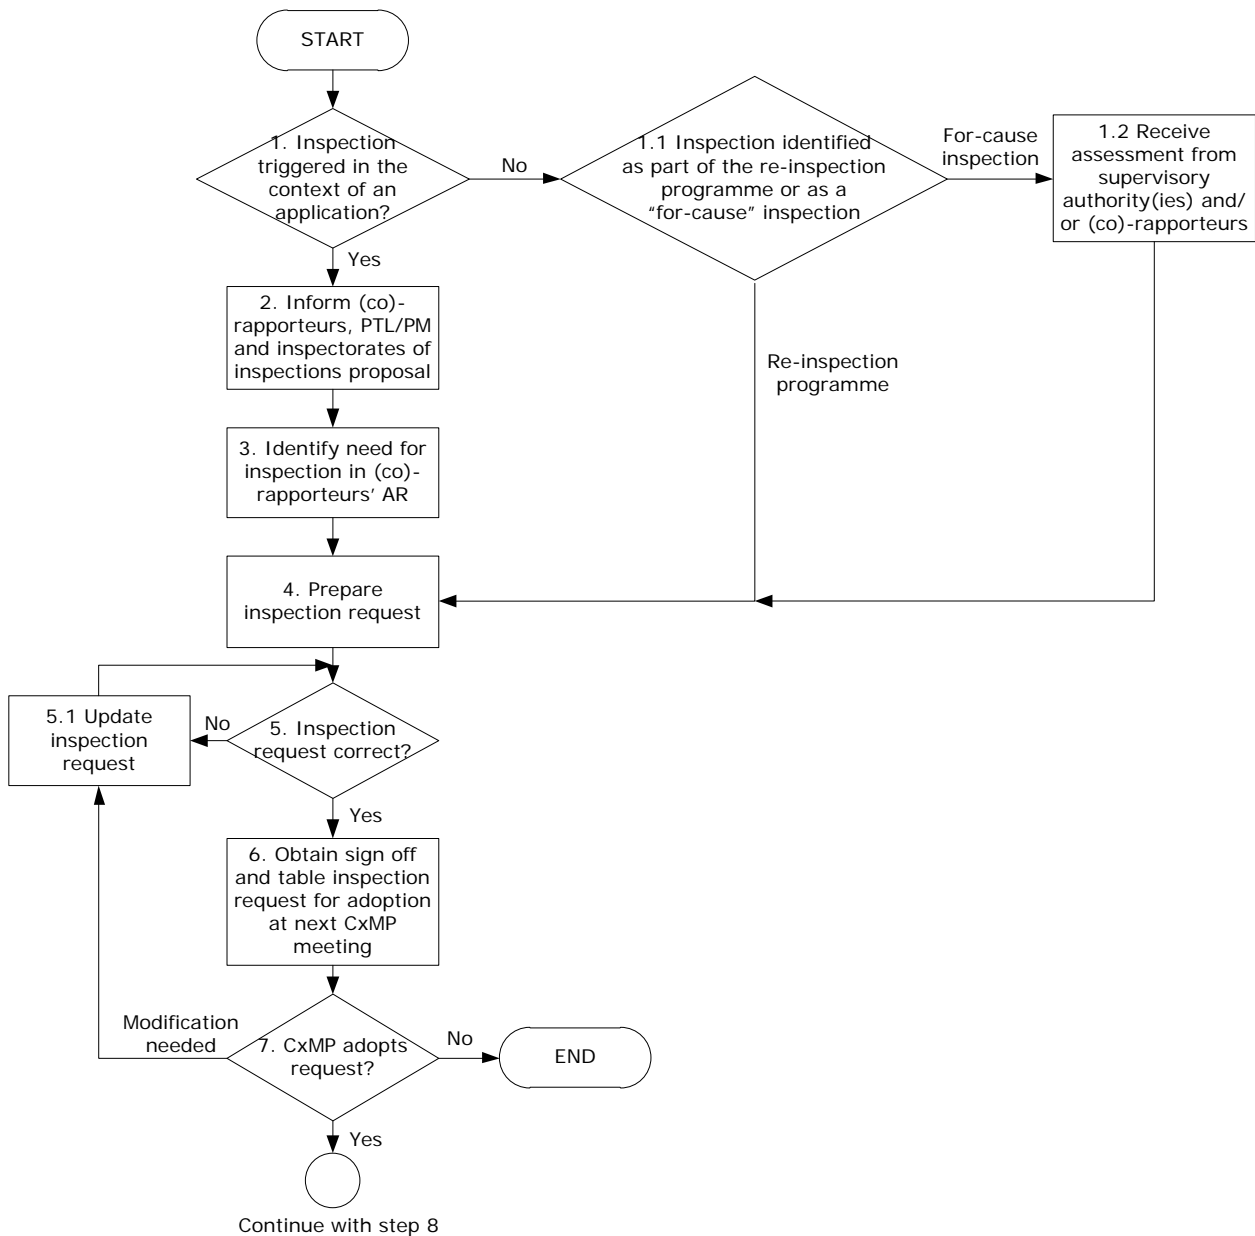 START
1. Inspection
triggered in the
context of an
application?
No
1.1 Inspection identified
as part of the re-inspection
programme or as a
“for-cause” inspection
For-cause
inspection
1.2 Receive
assessment from
supervisory
authority(ies) and/
or (co)-rapporteurs
Yes
2. Inform (co)-
rapporteurs, PTL/PM
and inspectorates of
inspections proposal
Re-inspection
programme
3. Identify need for
inspection in (co)-
rapporteurs’ AR
4. Prepare
inspection request
5.1 Update
inspection
request
No
5. Inspection
request correct?
Yes
6. Obtain sign off
and table inspection
request for adoption
at next CxMP
meeting
Modification
needed
7. CxMP adopts
request?
No
END
Yes
Continue with step 8